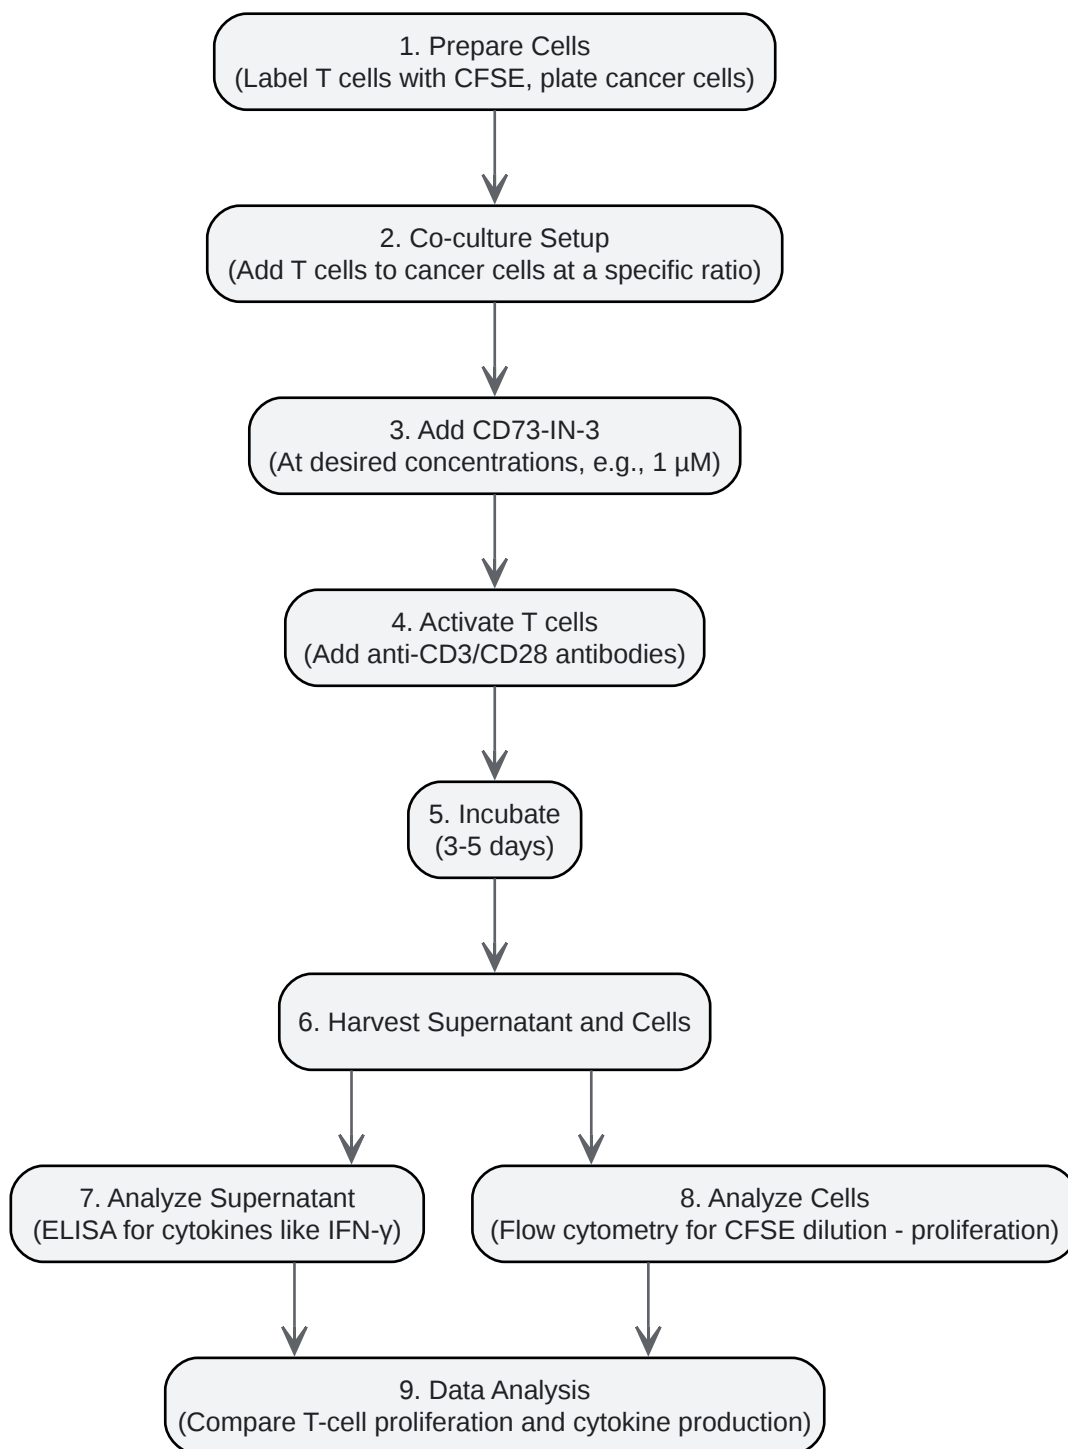 1. Prepare Cells
(Label T cells with CFSE, plate cancer cells)
2. Co-culture Setup
(Add T cells to cancer cells at a specific ratio)
3. Add CD73-IN-3
(At desired concentrations, e.g., 1 µM)
4. Activate T cells
(Add anti-CD3/CD28 antibodies)
5. Incubate
(3-5 days)
6. Harvest Supernatant and Cells
7. Analyze Supernatant
(ELISA for cytokines like IFN-γ)
8. Analyze Cells
(Flow cytometry for CFSE dilution - proliferation)
9. Data Analysis
(Compare T-cell proliferation and cytokine production)